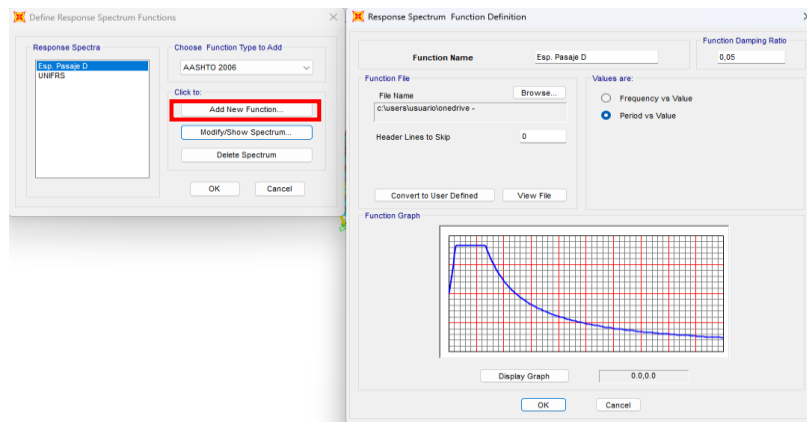 Define Response Spectrum Functions
Response Spectra
Esp. Pasaje D
UNIFRS
Choose Function Type to Add
AASHTO 2006
Click to:
Add New Function...
Modify/Show Spectrum...
Delete Spectrum
OK
Cancel
Response Spectrum Function Definition
Function Name
Esp. Pasaje D
Function Damping Ratio
0,05
Function File
File Name
Browse...
c:\users\usuario\onedrive -
Header Lines to Skip
0
Convert to User Defined
View File
Values are:
Frequency vs Value
Period vs Value
Function Graph
Display Graph
0.0,0.0
OK
Cancel